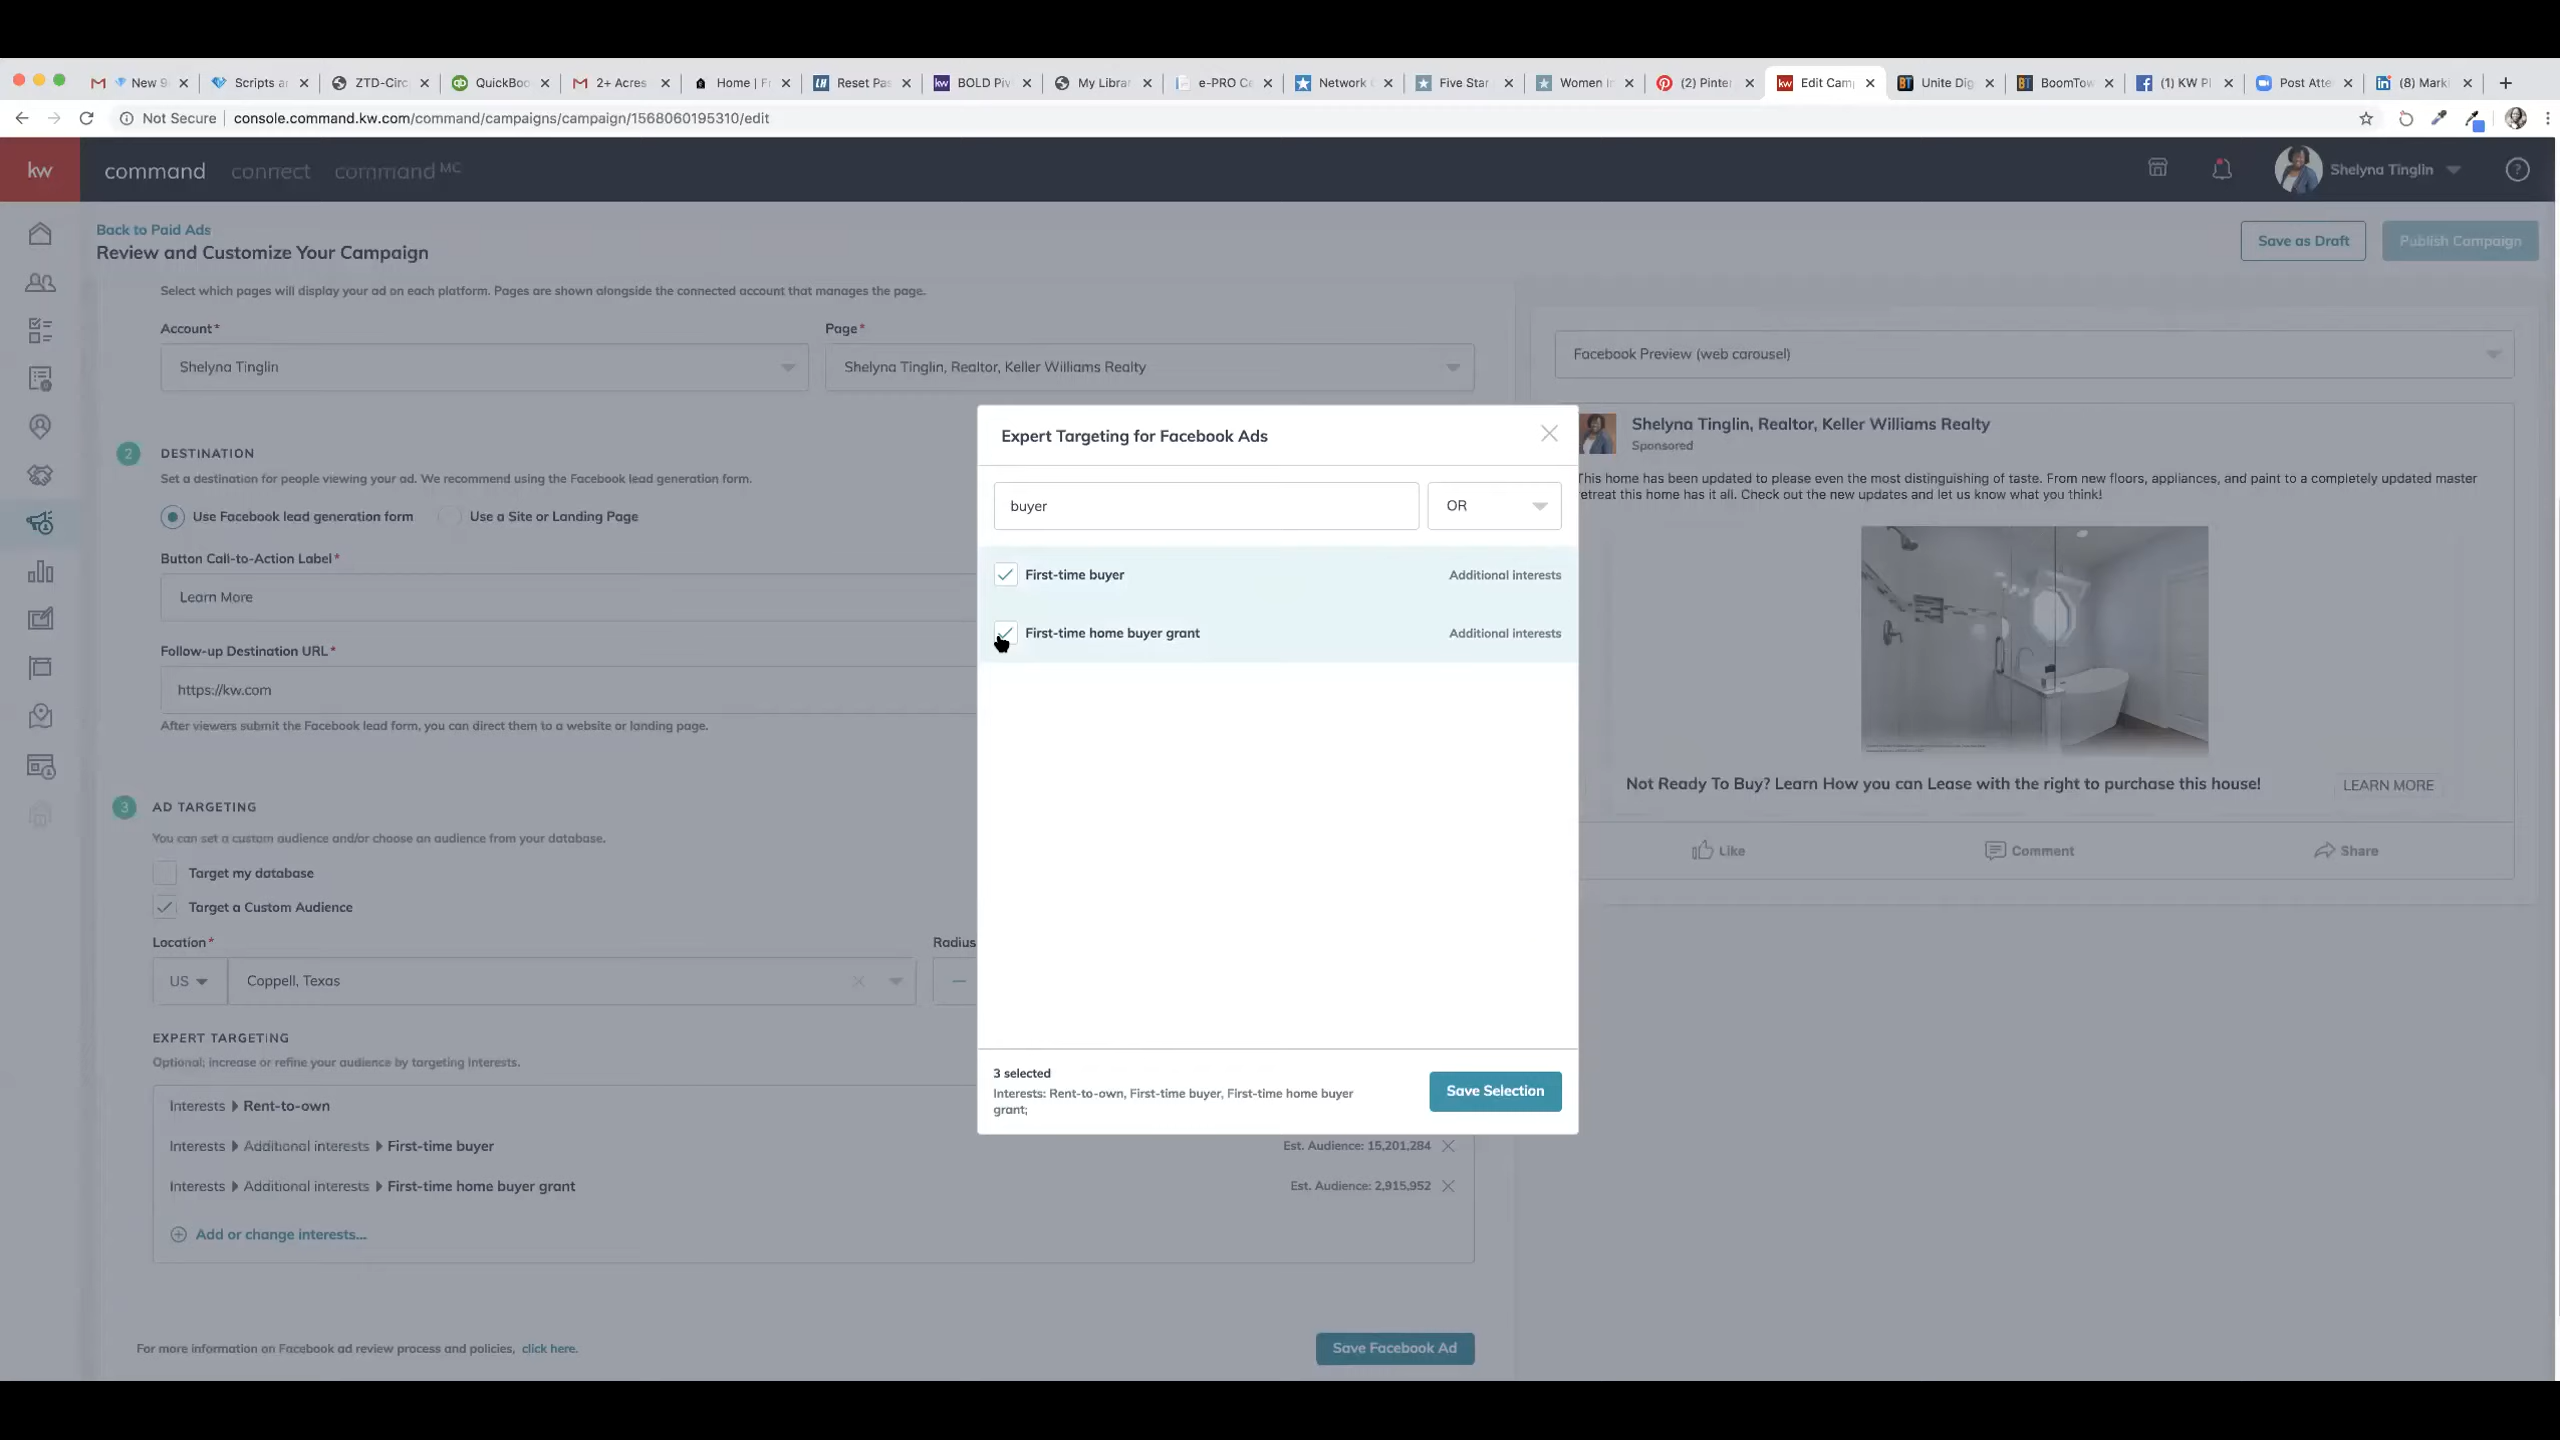 New 9
Scripts a
ZTD-Circ
QuickBoo
2+ Acres
Home | F
Reset Pas
BOLD Piv
My Librar
e-PRO Ce
Network
Five Star
Women In
(2) Pinter
Edit Cam
Unite Dig
BoomTow
(1) KW Pl
Post Atte
(8) Mark
Not Secure | console.command.kw.com/command/campaigns/campaign/1568060195310/edit
kw command connect command MC
Shelyna Tinglin
Back to Paid Ads
Review and Customize Your Campaign
Save as Draft
Publish Campaign
Select which pages will display your ad on each platform. Pages are shown alongside the connected account that manages the page.
Account*
Page*
Shelyna Tinglin
Shelyna Tinglin, Realtor, Keller Williams Realty
2 DESTINATION
Set a destination for people viewing your ad. We recommend using the Facebook lead generation form.
Use Facebook lead generation form
Use a Site or Landing Page
Button Call-to-Action Label*
Learn More
Follow-up Destination URL*
https://kw.com
After viewers submit the Facebook lead form, you can direct them to a website or landing page.
3 AD TARGETING
You can set a custom audience and/or choose an audience from your database.
Target my database
Target a Custom Audience
Location*
Radius
US
Coppell, Texas
EXPERT TARGETING
Optional; increase or refine your audience by targeting Interests.
Interests Rent-to-own
Interests Additional interests First-time buyer
Est. Audience: 15,201,284
Interests Additional interests First-time home buyer grant
Est. Audience: 2,915,952
Add or change interests...
For more information on Facebook ad review process and policies, click here.
Save Facebook Ad
Expert Targeting for Facebook Ads
buyer
OR
First-time buyer
Additional interests
First-time home buyer grant
Additional interests
3 selected
Interests: Rent-to-own, First-time buyer, First-time home buyer
grant;
Save Selection
Facebook Preview (web carousel)
Shelyna Tinglin, Realtor, Keller Williams Realty
Sponsored
This home has been updated to please even the most distinguishing of taste. From new floors, appliances, and paint to a completely updated master
retreat this home has it all. Check out the new updates and let us know what you think!
Not Ready To Buy? Learn How you can Lease with the right to purchase this house!
LEARN MORE
Like
Comment
Share